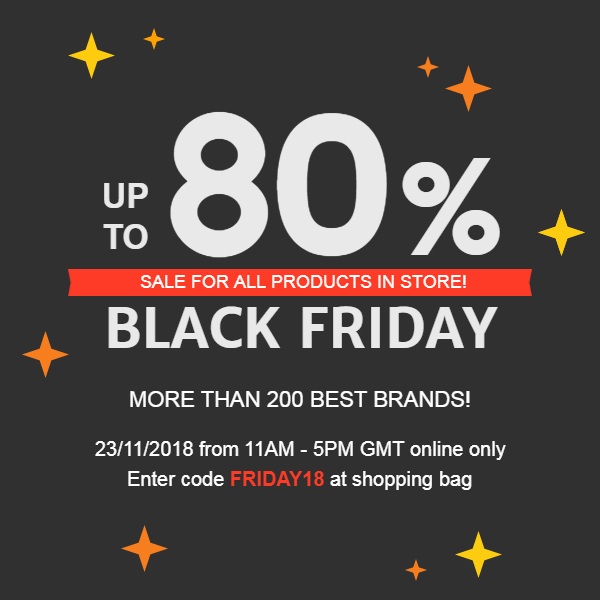 UP TO 80%
SALE FOR ALL PRODUCTS IN STORE!
BLACK FRIDAY
MORE THAN 200 BEST BRANDS!
23/11/2018 from 11AM - 5PM GMT online only
Enter code FRIDAY18 at shopping bag